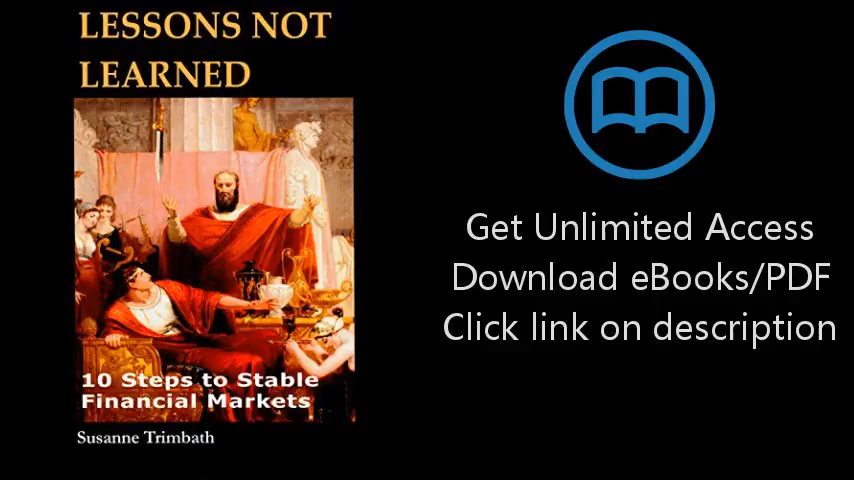 LESSONS NOT
LEARNED
10 Steps to Stable
Financial Markets
Susanne Trimbath
Get Unlimited Access
Download eBooks/PDF
Click link on description